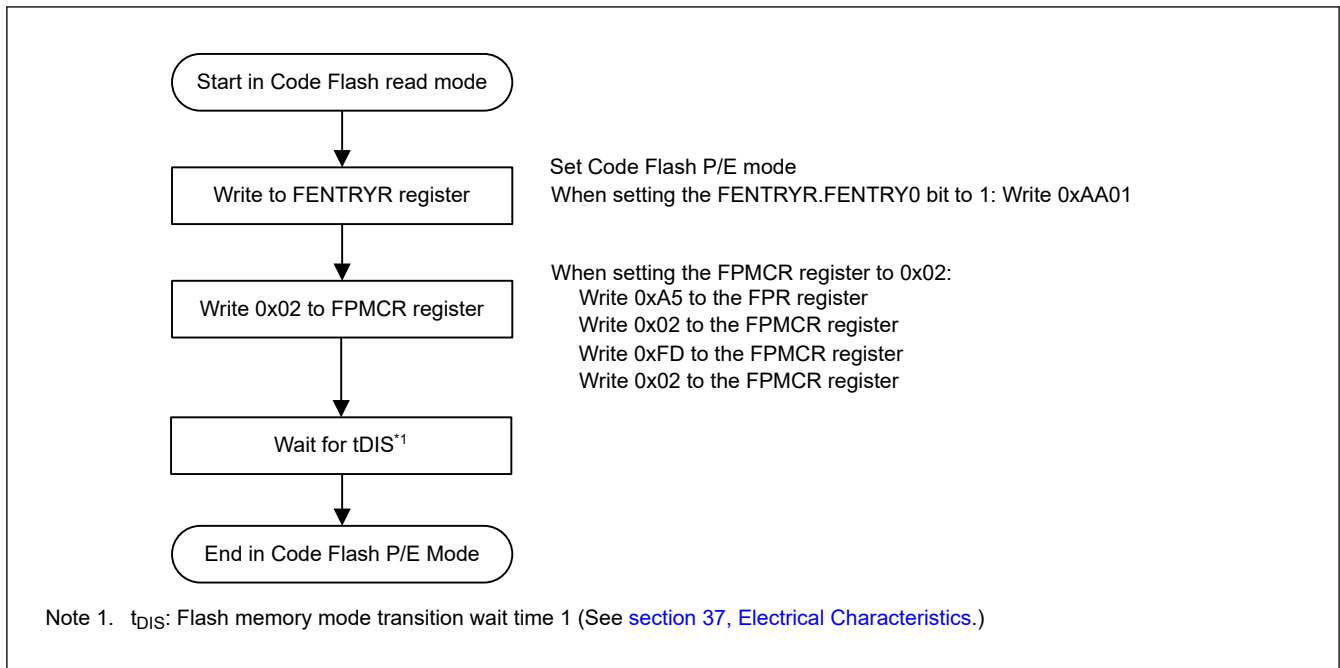 Start in Code Flash read mode
Write to FENTRYR register
Set Code Flash P/E mode
When setting the FENTRYR.FENTRY0 bit to 1: Write 0xAA01
Write 0x02 to FPMCR register
When setting the FPMCR register to 0x02:
Write 0xA5 to the FPR register
Write 0x02 to the FPMCR register
Write 0xFD to the FPMCR register
Write 0x02 to the FPMCR register
Wait for tDIS*1
End in Code Flash P/E Mode
Note 1. tDIS: Flash memory mode transition wait time 1 (See section 37, Electrical Characteristics.)